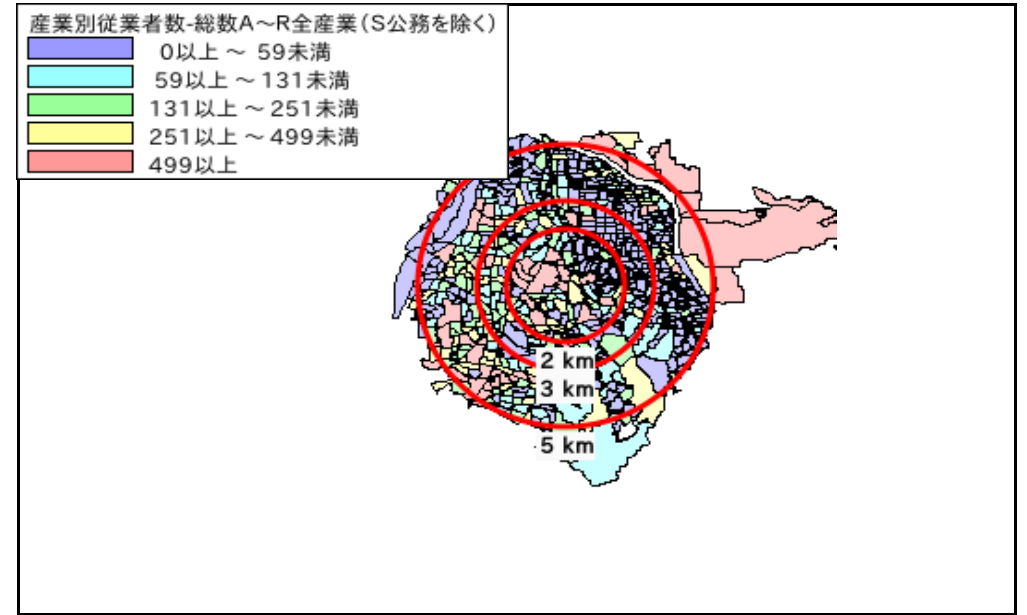 産業別従業者数-総数A～R全産業(S公務を除く)
0以上 ～ 59未満
59以上 ～ 131未満
131以上 ～ 251未満
251以上 ～ 499未満
499以上
2 km
3 km
5 km